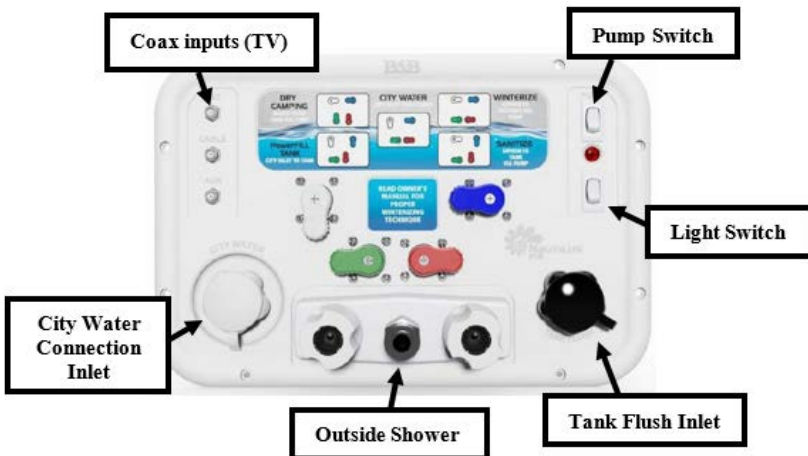 Coax inputs (TV)
Pump Switch
B&B
DRY
CAMPING
CITY WATER
WINTERIZE
CABLE
POWERFILL
TANK
CITY INLET TO TANK
SANITIZE
READ OWNER'S
MANUAL FOR
PROPER
WINTERIZING
TECHNIQUE
Light Switch
CITY WATER
NAUTILUS
City Water
Connection
Inlet
Outside Shower
Tank Flush Inlet